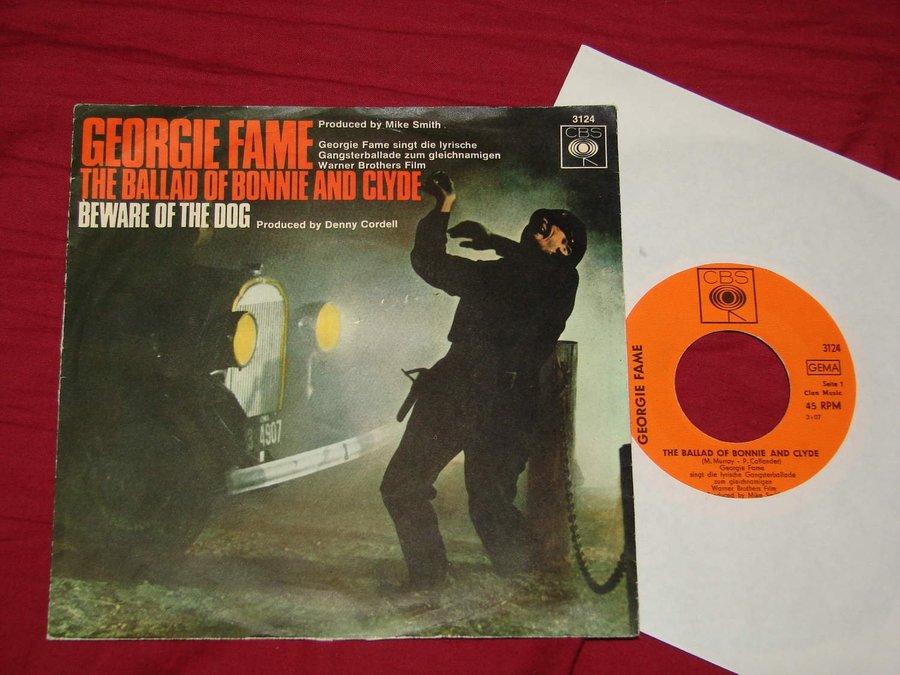 GEORGIE FAME
Produced by Mike Smith.
Georgie Fame singt die lyrische
Gangsterballade zum gleichnamigen
Warner Brothers Film
THE BALLAD OF BONNIE AND CLYDE
BEWARE OF THE DOG
Produced by Denny Cordell
3124
CBS
4907
CBS
3124
GEMA
Seite 1
Clan Music
45 RPM
3:07
GEORGIE FAME
THE BALLAD OF BONNIE AND CLYDE
(M. Murray - P. Callander)
Georgie Fame
singt die lyrische Gangsterballade
zum gleichnamigen
Warner Brothers Film
Produced by Mike